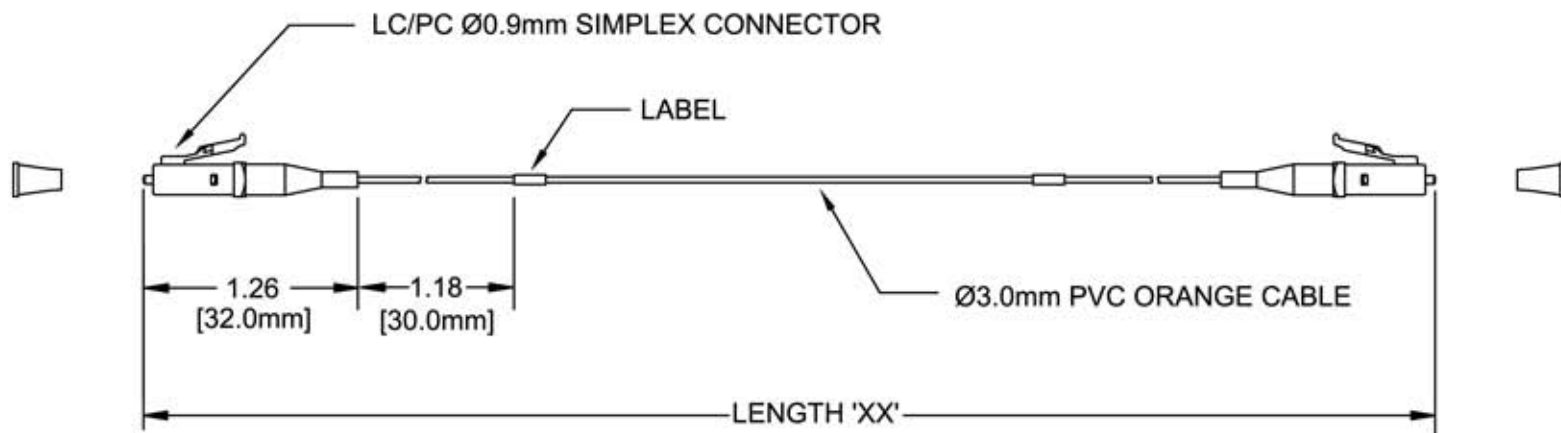 LC/PC Ø0.9mm SIMPLEX CONNECTOR
LABEL
1.26
[32.0mm]
1.18
[30.0mm]
Ø3.0mm PVC ORANGE CABLE
LENGTH 'XX'